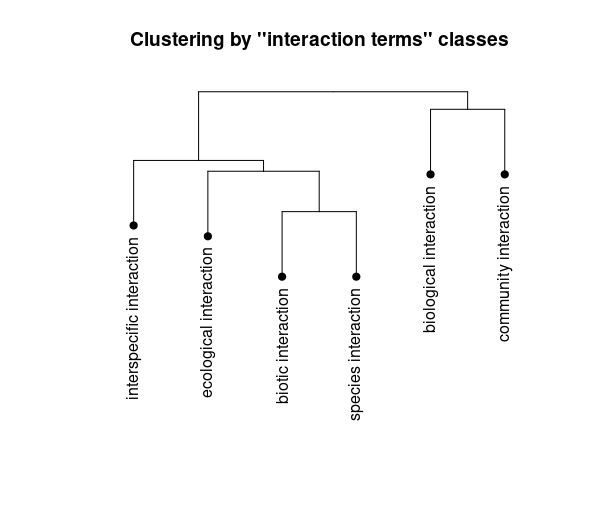 Clustering by "interaction terms" classes
interspecific interaction
ecological interaction
biotic interaction
species interaction
biological interaction
community interaction